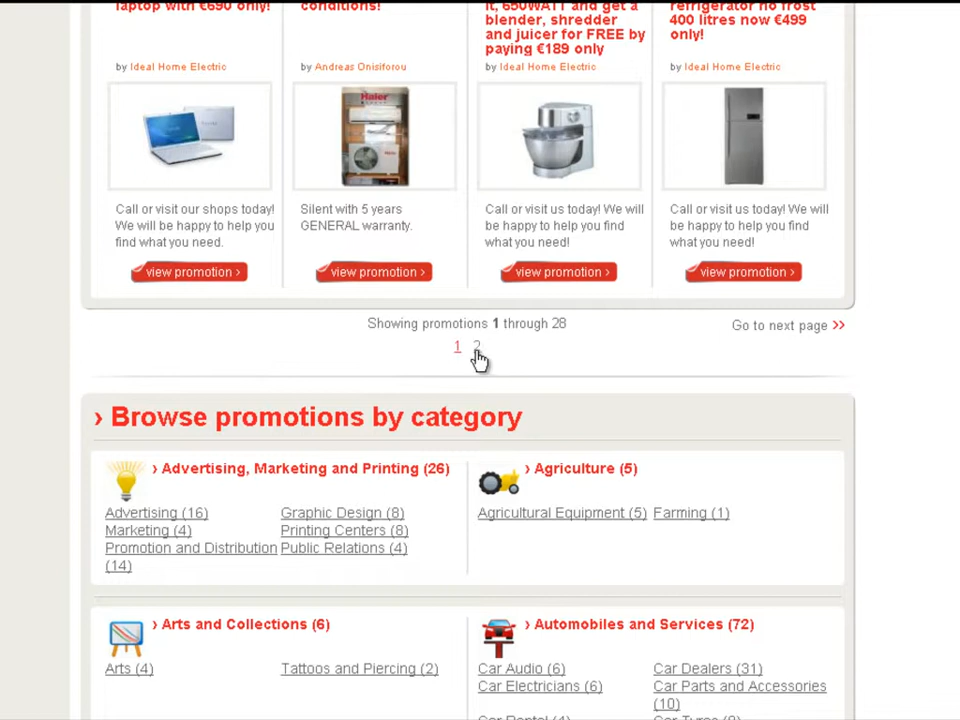 laptop with €690 only!
conditions!
it, 650WATT and get a
blender, shredder
and juicer for FREE by
paying €189 only
refrigerator no frost
400 litres now €499
only!
by Ideal Home Electric
by Andreas Onisiforou
by Ideal Home Electric
by Ideal Home Electric
Haier
Call or visit our shops today!
We will be happy to help you
find what you need.
Silent with 5 years
GENERAL warranty.
Call or visit us today! We will
be happy to help you find
what you need!
Call or visit us today! We will
be happy to help you find
what you need!
view promotion ›
view promotion ›
view promotion ›
view promotion ›
Showing promotions 1 through 28
Go to next page >>
1 2
› Browse promotions by category
› Advertising, Marketing and Printing (26)
Advertising (16)
Graphic Design (8)
Marketing (4)
Printing Centers (8)
Promotion and Distribution
(14)
Public Relations (4)
› Agriculture (5)
Agricultural Equipment (5)
Farming (1)
› Arts and Collections (6)
Arts (4)
Tattoos and Piercing (2)
› Automobiles and Services (72)
Car Audio (6)
Car Dealers (31)
Car Electricians (6)
Car Parts and Accessories
(10)